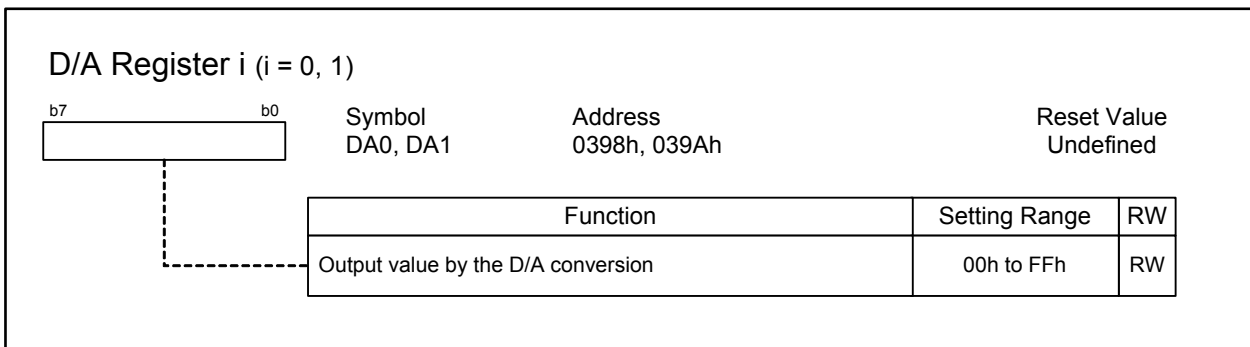 D/A Register i (i = 0, 1)
b7 b0
Symbol Address Reset Value
DA0, DA1 0398h, 039Ah Undefined
Function Setting Range RW
Output value by the D/A conversion 00h to FFh RW